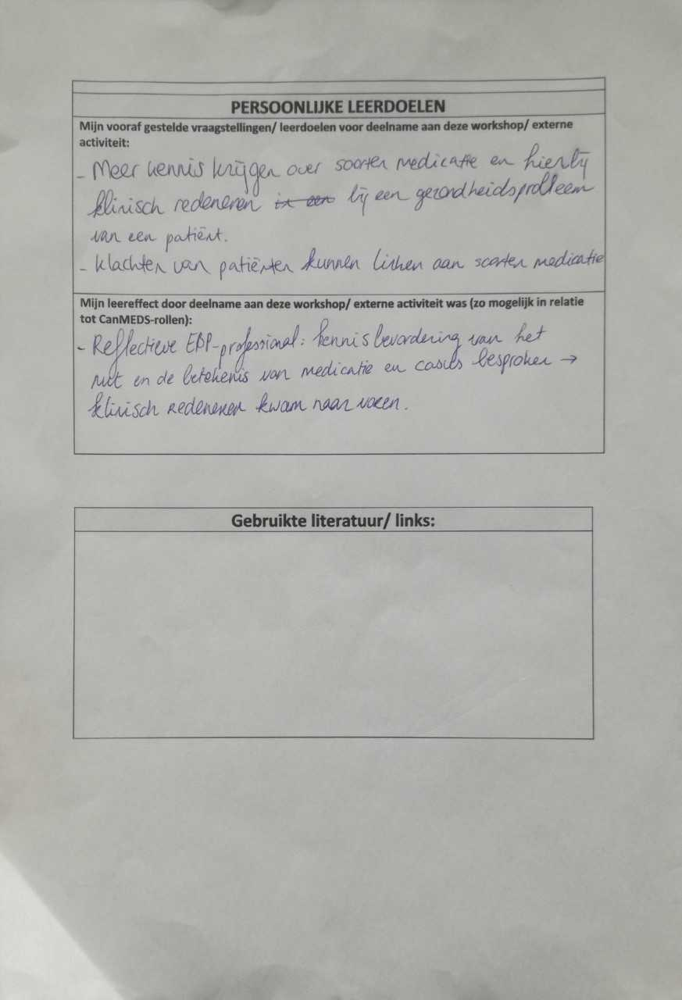 PERSOONLIJKE LEERDOELEN
Mijn vooraf gestelde vraagstellingen/ leerdoelen voor deelname aan deze workshop/ externe
activiteit:
- Meer kennis krijgen over soorten medicatie en hierbij
klinisch redeneren in een bij een gezondheidsprobleem
van een patiënt.
- klachten van patiënten kunnen linken aan soorten medicatie
Mijn leereffect door deelname aan deze workshop/ externe activiteit was (zo mogelijk in relatie
tot CanMEDS-rollen):
- Reflectieve EBP-professional: kennisbevordering van het
nut en de betekenis van medicatie en casus besproken →
klinisch redeneren kwam naar voren.
Gebruikte literatuur/ links: